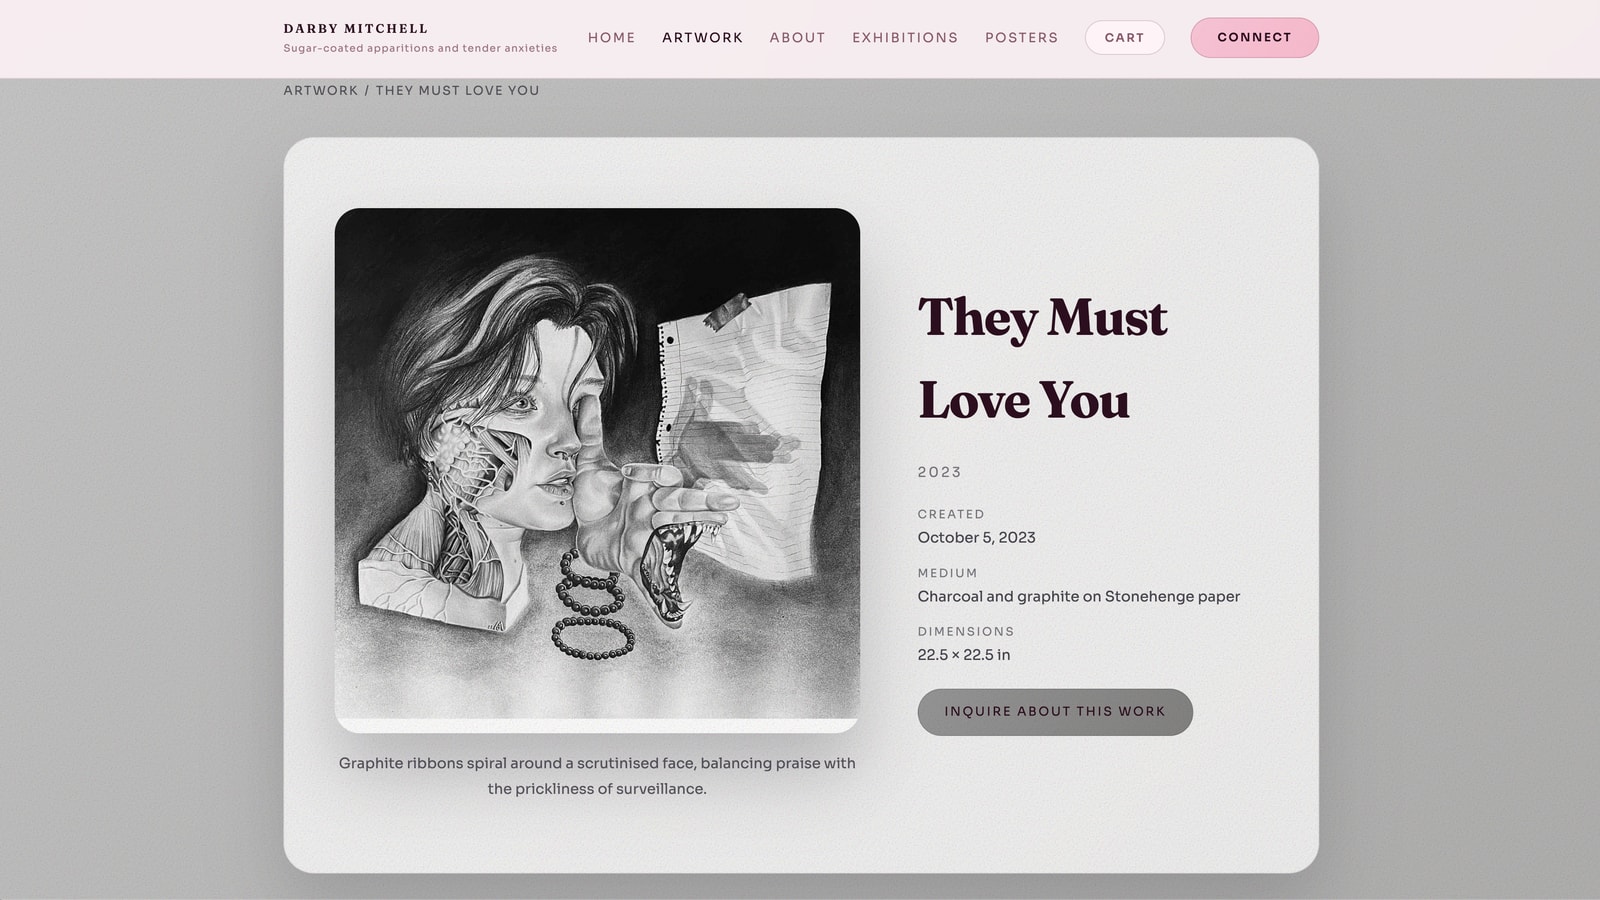 DARBY MITCHELL
Sugar-coated apparitions and tender anxieties
HOME ARTWORK ABOUT EXHIBITIONS POSTERS CART CONNECT
ARTWORK / THEY MUST LOVE YOU
They Must
Love You
2023
CREATED
October 5, 2023
MEDIUM
Charcoal and graphite on Stonehenge paper
DIMENSIONS
22.5 × 22.5 in
INQUIRE ABOUT THIS WORK
Graphite ribbons spiral around a scrutinised face, balancing praise with
the prickliness of surveillance.